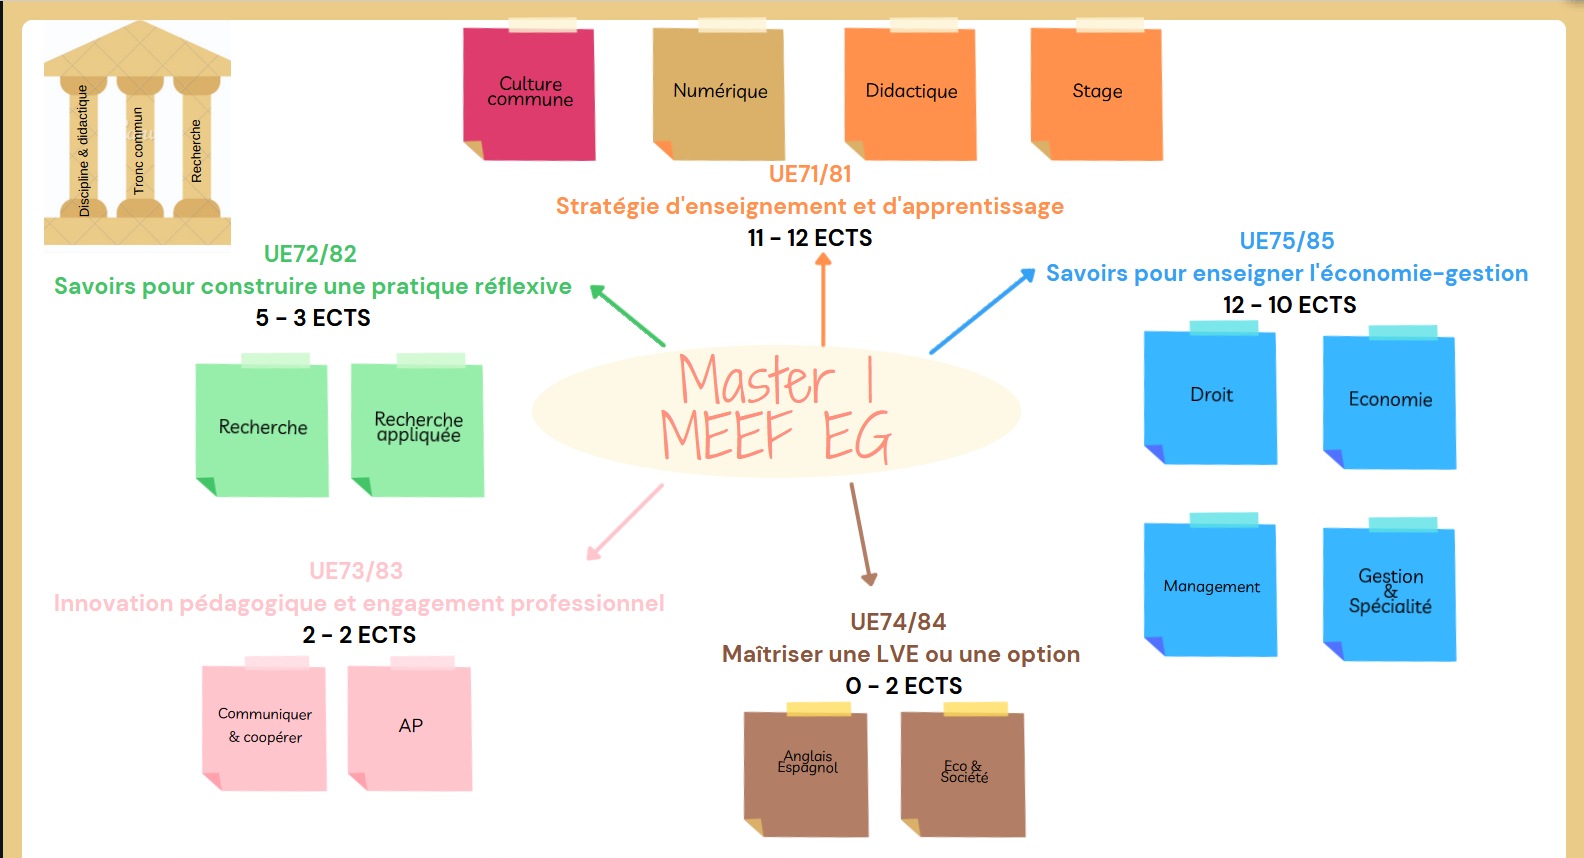 Discipline & didactique
Tronc commun
Recherche
Culture
commune
Numérique
Didactique
Stage
UE71/81
Stratégie d'enseignement et d'apprentissage
11 - 12 ECTS
UE72/82
Savoirs pour construire une pratique réflexive
5 - 3 ECTS
Recherche
Recherche
appliquée
UE75/85
Savoirs pour enseigner l'économie-gestion
12 - 10 ECTS
Droit
Economie
Management
Gestion
&
Spécialité
Master 1
MEEF EG
UE73/83
Innovation pédagogique et engagement professionnel
2 - 2 ECTS
Communiquer
& coopérer
AP
UE74/84
Maîtriser une LVE ou une option
0 - 2 ECTS
Anglais
Espagnol
Eco &
Société